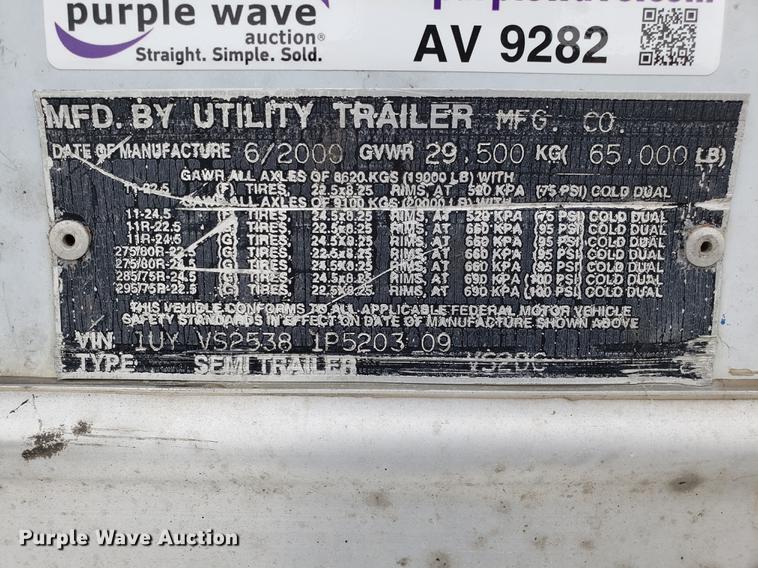 purple wave
auction®
Straight. Simple. Sold.
purplewave.com
AV 9282
MFD. BY UTILITY TRAILER MFG. CO.
DATE OF MANUFACTURE 6/2000 GVWR 29,500 KG( 65,000 LB)
GAWR ALL AXLES OF 8620 KGS (19000 LB) WITH
11-22.5 (F) TIRES, 22.5x8.25 RIMS, AT 520 KPA (75 PSI) COLD DUAL
GAWR ALL AXLES OF 9100 KGS (20000 LB) WITH
11-24.5 TIRES, 24.5x8.25 RIMS, AT 520 KPA (75 PSI) COLD DUAL
11R-22.5 (G) TIRES, 22.5x8.25 RIMS, AT 660 KPA (95 PSI) COLD DUAL
11R-24.5 (G) TIRES, 24.5x8.25 RIMS, AT 660 KPA (95 PSI) COLD DUAL
275/80R-22.5 (G) TIRES, 22.5x8.25 RIMS, AT 660 KPA (95 PSI) COLD DUAL
275/80R-24.5 (G) TIRES, 24.5x8.25 RIMS, AT 660 KPA (95 PSI) COLD DUAL
285/75R-24.5 (G) TIRES, 24.5x8.25 RIMS, AT 690 KPA (100 PSI) COLD DUAL
295/75R-22.5 (G) TIRES, 22.5x8.25 RIMS, AT 690 KPA (100 PSI) COLD DUAL
THIS VEHICLE CONFORMS TO ALL APPLICABLE FEDERAL MOTOR VEHICLE
SAFETY STANDARDS IN EFFECT ON DATE OF MANUFACTURE SHOWN ABOVE
VIN: 1UY VS2538 1P5203 09
TYPE SEMITRAILER VS2DC
Purple Wave Auction